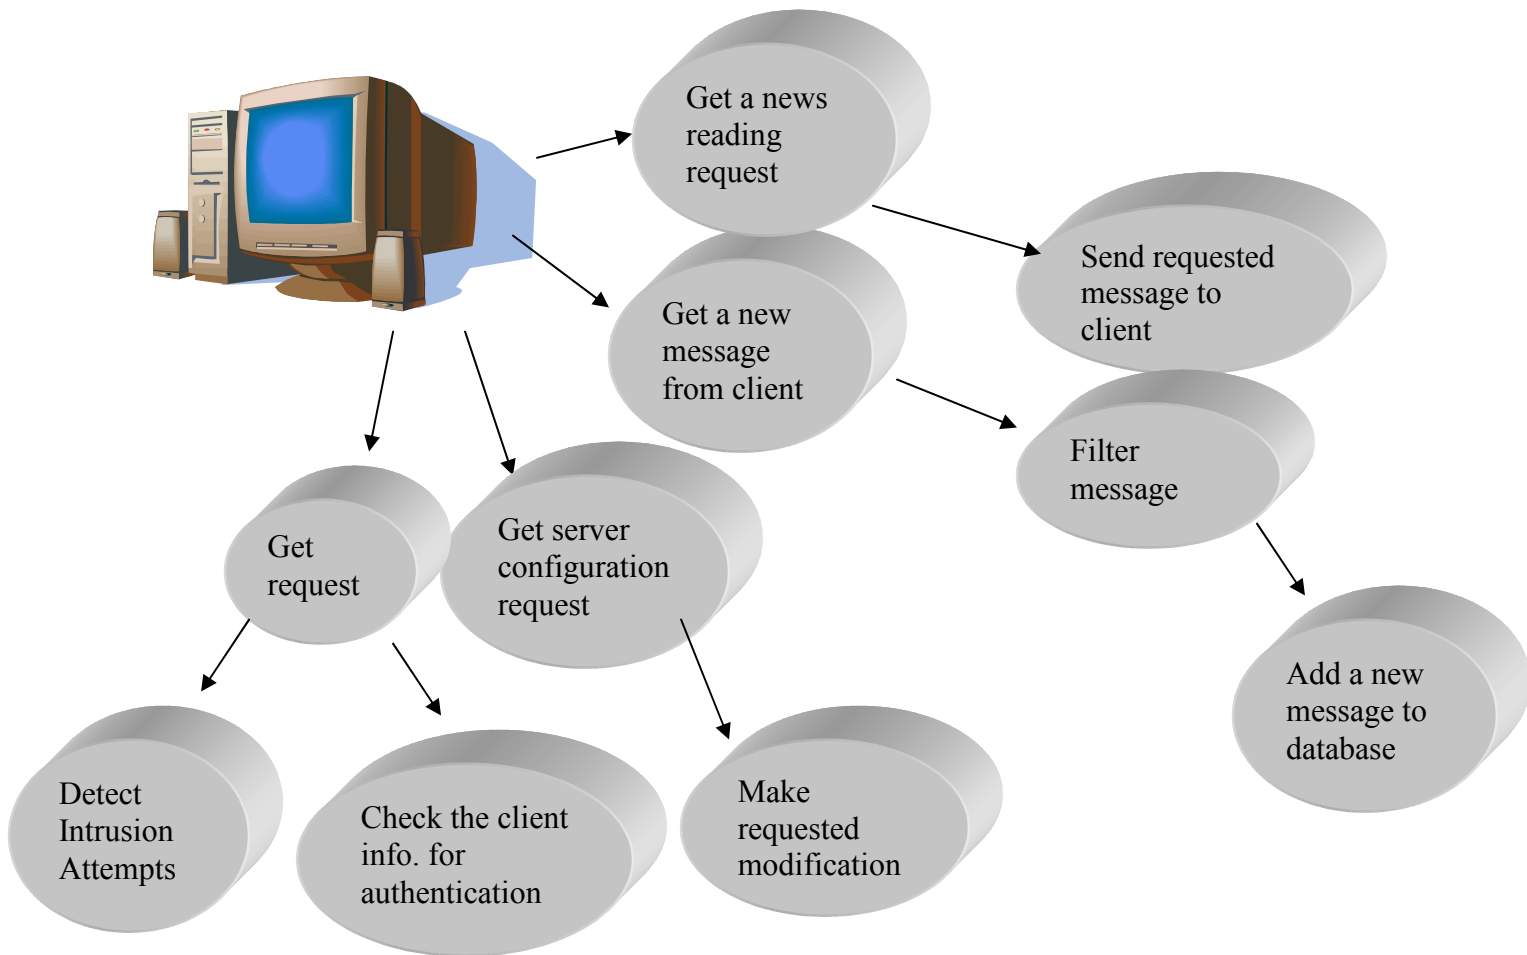 Get a news
reading
request
Send requested
message to
client
Get a new
message
from client
Filter
message
Get
request
Get server
configuration
request
Add a new
message to
database
Detect
Intrusion
Attempts
Check the client
info. for
authentication
Make
requested
modification